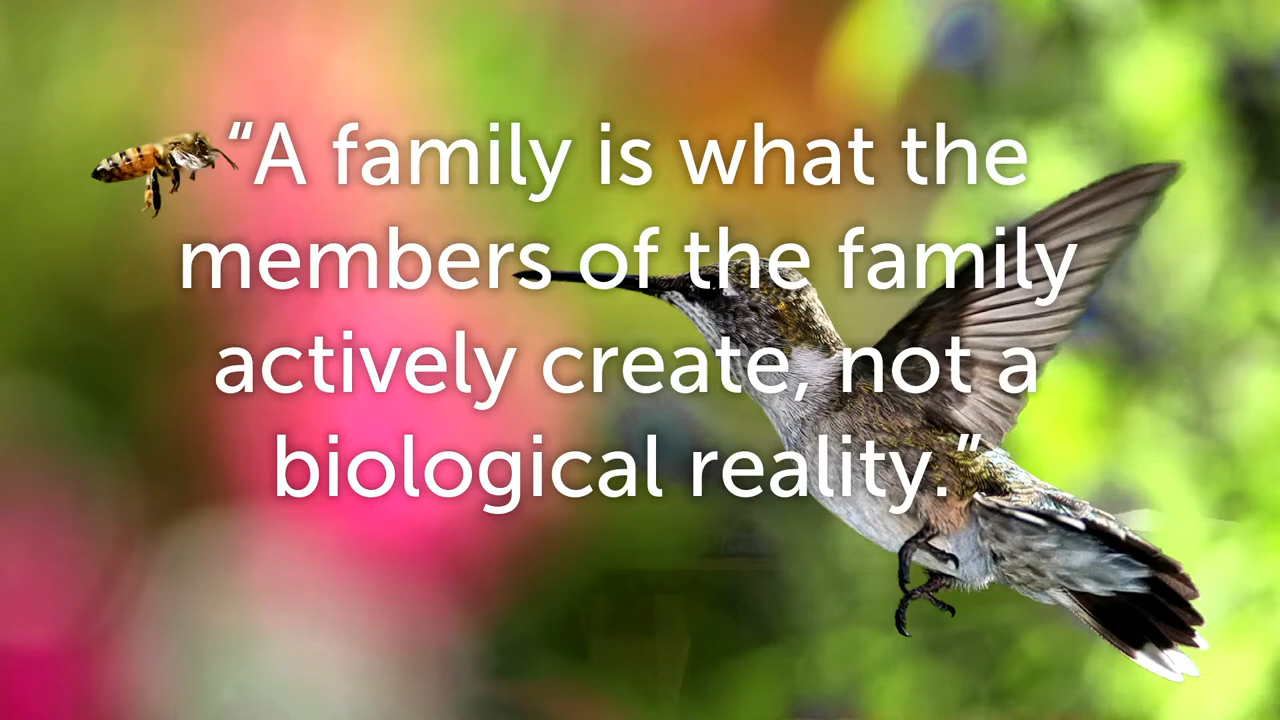 “A family is what the
members of the family
actively create, not a
biological reality.”